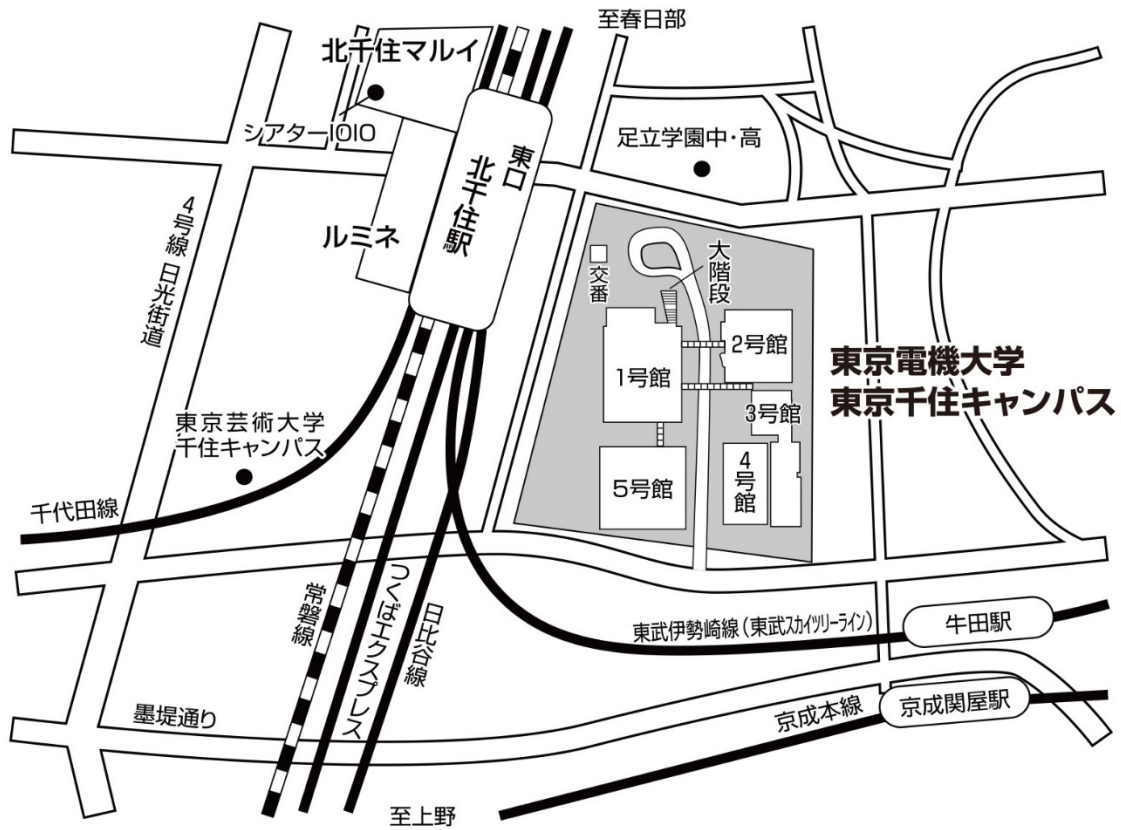 至春日部
北千住マルイ
シアター1010
足立学園中・高
東口
北千住駅
ルミネ
4号線 日光街道
交番
大階段
1号館
2号館
3号館
4号館
5号館
東京電機大学
東京千住キャンパス
東京芸術大学
千住キャンパス
千代田線
常磐線
つくばエクスプレス
日比谷線
東武伊勢崎線(東武スカイツリーライン)
牛田駅
墨堤通り
京成本線
京成関屋駅
至上野